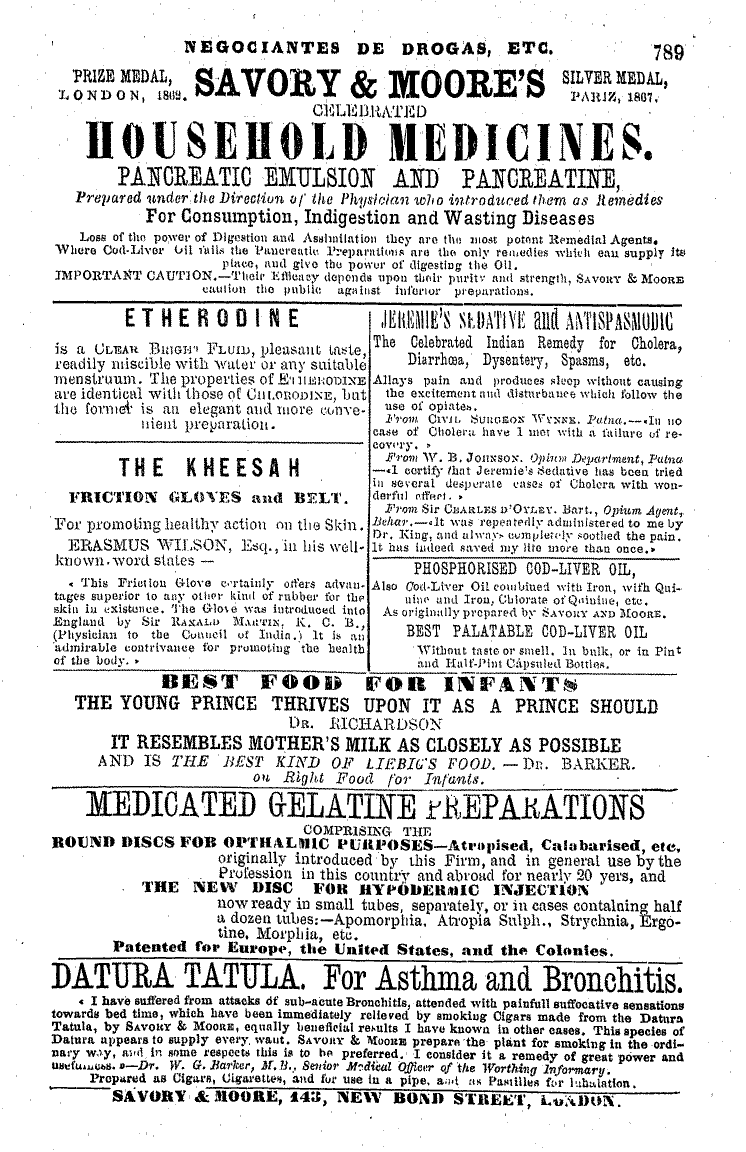 NEGOCIANTES DE DROGAS, ETC. 789
PRIZE MEDAL, LONDON, 1862.
SAVORY & MOORE'S
SILVER MEDAL, PARIZ, 1867.
CELEBRATED
HOUSEHOLD MEDICINES.
PANCREATIC EMULSION AND PANCREATINE,
Prepared under the Direction of the Physician who introduced them as Remedies
For Consumption, Indigestion and Wasting Diseases
Loss of the power of Digestion and Assimilation they are the most potent Remedial Agents.
Where Cod-Liver Oil fails the Pancreatic Preparations are the only remedies which can supply its
place, and give the power of digesting the Oil.
IMPORTANT CAUTION.—Their Efficacy depends upon their purity and strength, SAVORY & MOORE
caution the public against inferior preparations.
ETHERODINE
is a CLEAR BRIGHT FLUID, pleasant taste,
readily miscible with water or any suitable
menstruum. The properties of ETHERODINE
are identical with those of CHLORODINE, but
the former is an elegant and more conve-
nient preparation.
THE KHEESAH
FRICTION GLOVES and BELT.
For promoting healthy action on the Skin.
ERASMUS WILSON, Esq., in his well-
known word states —
« This Friction Glove certainly offers advan-
tages superior to any other kind of rubber for the
skin in existence. The Glove was introduced into
England by Sir RANALD MARTIN, K. C. B.,
(Physician to the Council of India.) It is an
admirable contrivance for promoting the health
of the body. »
JEREMIE'S SEDATIVE and ANTISPASMODIC
The Celebrated Indian Remedy for Cholera,
Diarrhœa, Dysentery, Spasms, etc.
Allays pain and produces sleep without causing
the excitement and disturbance which follow the
use of opiates.
From CIVIL SURGEON WYNNE. Patna.—«In no
case of Cholera have I met with a failure of re-
covery. »
From W. B. JOHNSON. Opium Department, Patna
—«I certify that Jeremie's Sedative has been tried
in several desperate cases of Cholera with won-
derful effect. »
From Sir CHARLES D'OYLEY. Bart., Opium Agent,
Behar.—«It was repeatedly administered to me by
Dr. King, and always completely soothed the pain.
It has indeed saved my life more than once.»
PHOSPHORISED COD-LIVER OIL,
Also Cod-Liver Oil combined with Iron, with Qui-
nine and Iron, Chlorate of Quinine, etc.
As originally prepared by SAVORY AND MOORE.
BEST PALATABLE COD-LIVER OIL
Without taste or smell. In bulk, or in Pint
and Half-Pint Capsuled Bottles.
BEST FOOD FOR INFANTS
THE YOUNG PRINCE THRIVES UPON IT AS A PRINCE SHOULD
DR. RICHARDSON
IT RESEMBLES MOTHER'S MILK AS CLOSELY AS POSSIBLE
AND IS THE BEST KIND OF LIEBIG'S FOOD. — DR. BARKER.
on Right Food for Infants.
MEDICATED GELATINE PREPARATIONS
COMPRISING THE
ROUND DISCS FOR OPTHALMIC PURPOSES—Atropised, Calabarised, etc.
originally introduced by this Firm, and in general use by the
Profession in this country and abroad for nearly 20 yers, and
THE NEW DISC FOR HYPODERMIC INJECTION
now ready in small tubes, separately, or in cases containing half
a dozen tubes:—Apomorphia, Atropia Sulph., Strychnia, Ergo-
tine, Morphia, etc.
Patented for Europe, the United States, and the Colonies.
DATURA TATULA. For Asthma and Bronchitis.
« I have suffered from attacks of sub-acute Bronchitis, attended with painfull suffocative sensations
towards bed time, which have been immediately relieved by smoking Cigars made from the Datura
Tatula, by SAVORY & MOORE, equally beneficial results I have known in other cases. This species of
Datura appears to supply every want. SAVORY & MOORE prepare the plant for smoking in the ordi-
nary way, and in some respects this is to be preferred. I consider it a remedy of great power and
usefulness. »—Dr. W. G. Barker, M.B., Senior Medical Officer of the Worthing Informary.
Prepared as Cigars, Cigarettes, and for use in a pipe, and as Pastilles for Inhalation.
SAVORY & MOORE, 143, NEW BOND STREET, LONDON.